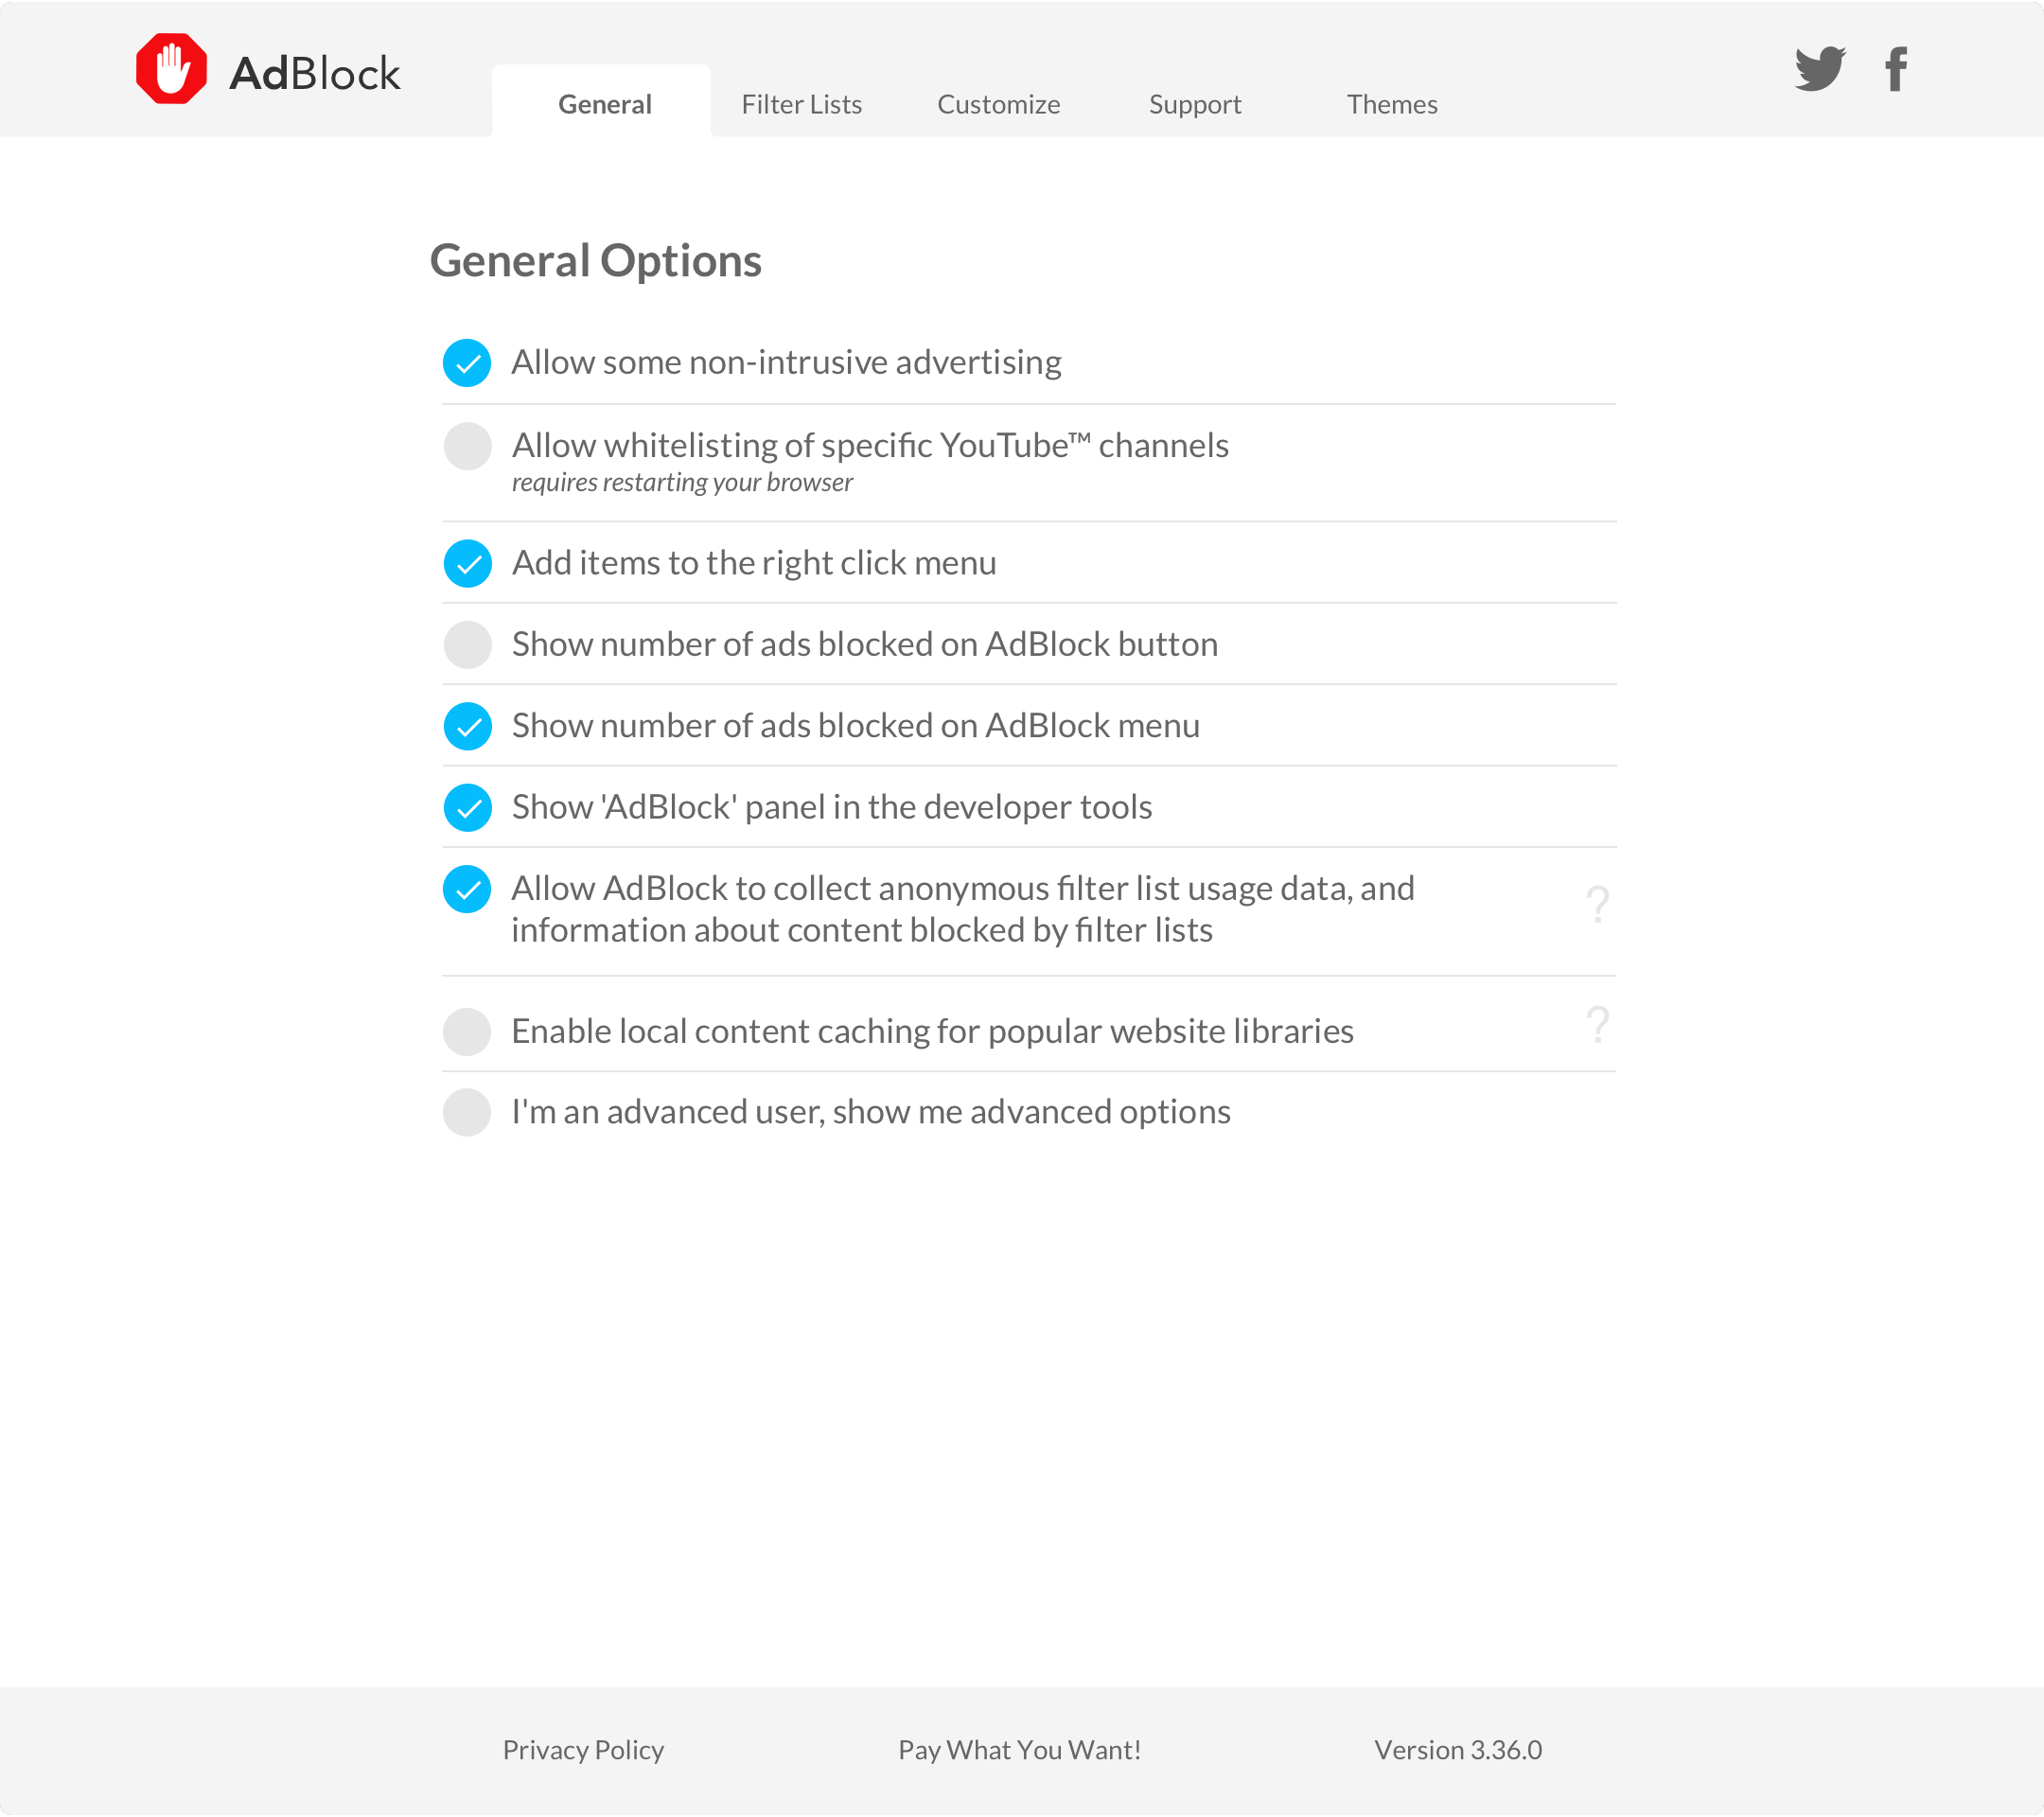 AdBlock
General
Filter Lists
Customize
Support
Themes
General Options
Allow some non-intrusive advertising
Allow whitelisting of specific YouTube™ channels
requires restarting your browser
Add items to the right click menu
Show number of ads blocked on AdBlock button
Show number of ads blocked on AdBlock menu
Show 'AdBlock' panel in the developer tools
Allow AdBlock to collect anonymous filter list usage data, and
information about content blocked by filter lists
?
Enable local content caching for popular website libraries
?
I'm an advanced user, show me advanced options
Privacy Policy
Pay What You Want!
Version 3.36.0